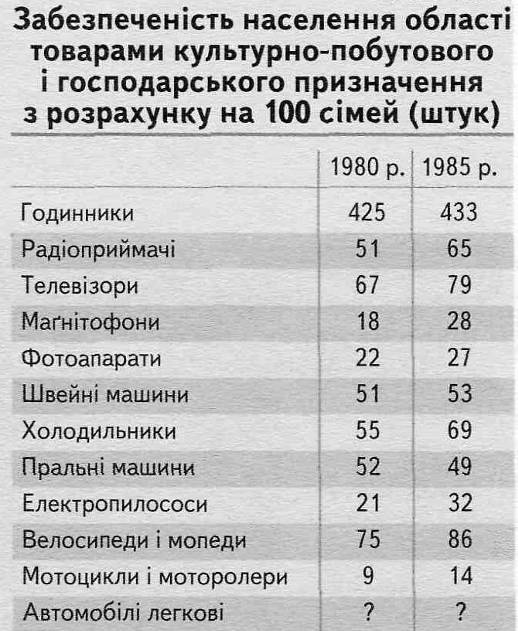 Забезпеченість населення області
товарами культурно-побутового
і господарського призначення
з розрахунку на 100 сімей (штук)
1980 р. 1985 р.
Годинники 425 433
Радіоприймачі 51 65
Телевізори 67 79
Маґнітофони 18 28
Фотоапарати 22 27
Швейні машини 51 53
Холодильники 55 69
Пральні машини 52 49
Електропилососи 21 32
Велосипеди і мопеди 75 86
Мотоцикли і моторолери 9 14
Автомобілі легкові ? ?